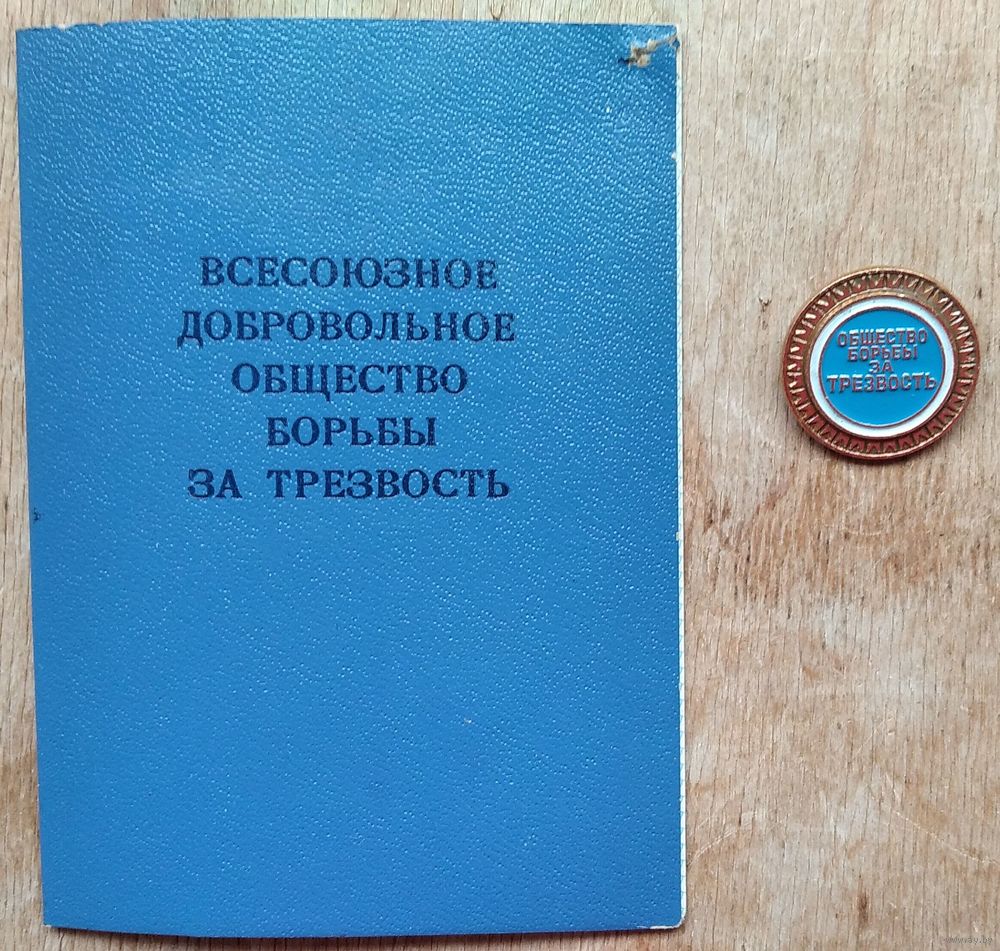 ВСЕСОЮЗНОЕ
ДОБРОВОЛЬНОЕ
ОБЩЕСТВО
БОРЬБЫ
ЗА ТРЕЗВОСТЬ
ОБЩЕСТВО
БОРЬБЫ
ЗА
ТРЕЗВОСТЬ